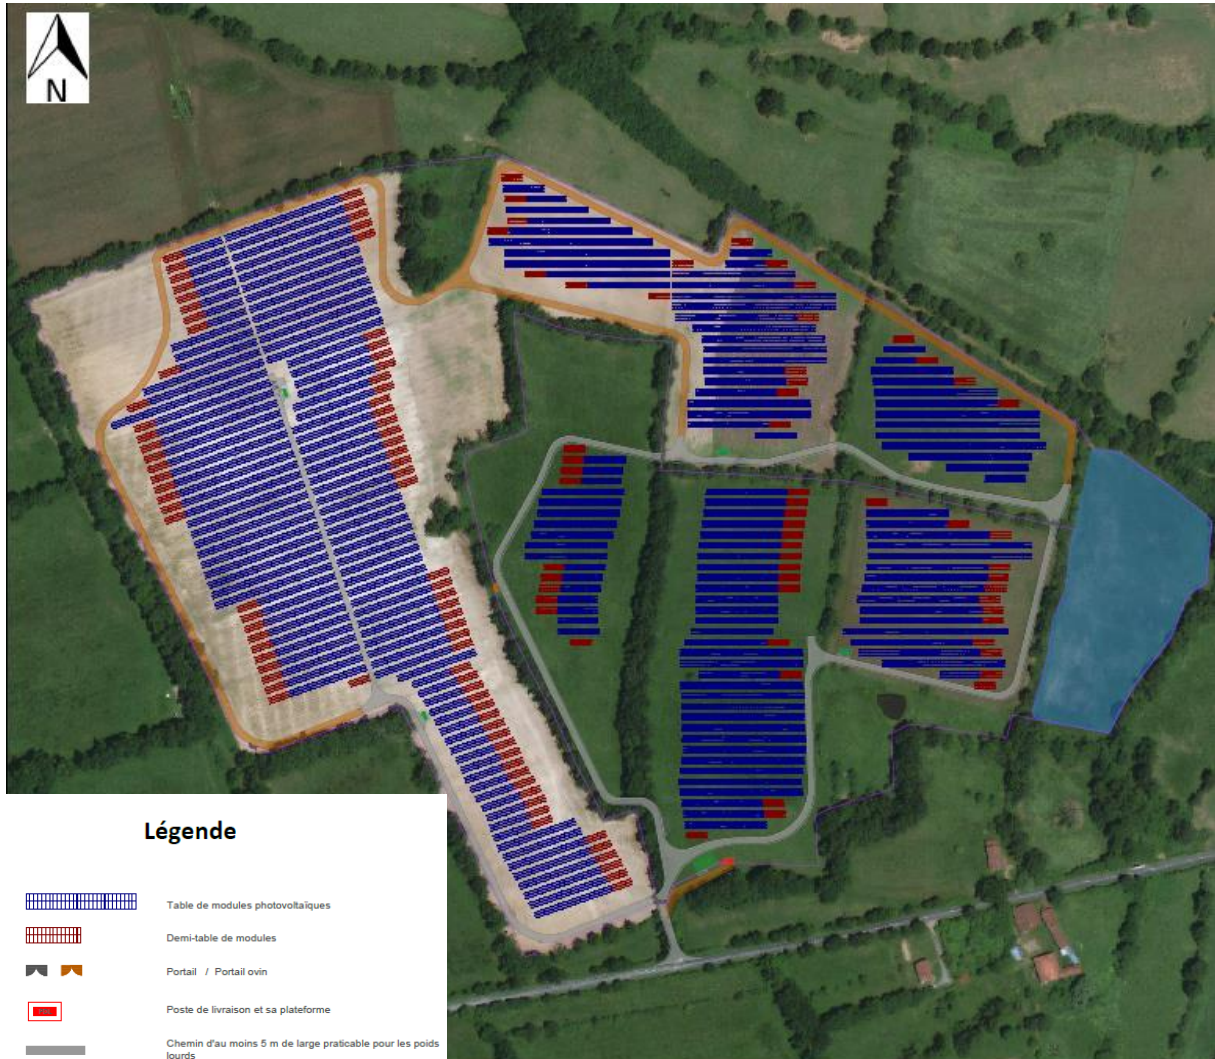 N
Légende
Table de modules photovoltaïques
Demi-table de modules
Portail / Portail ovin
Poste de livraison et sa plateforme
Chemin d'au moins 5 m de large praticable pour les poids
lourds